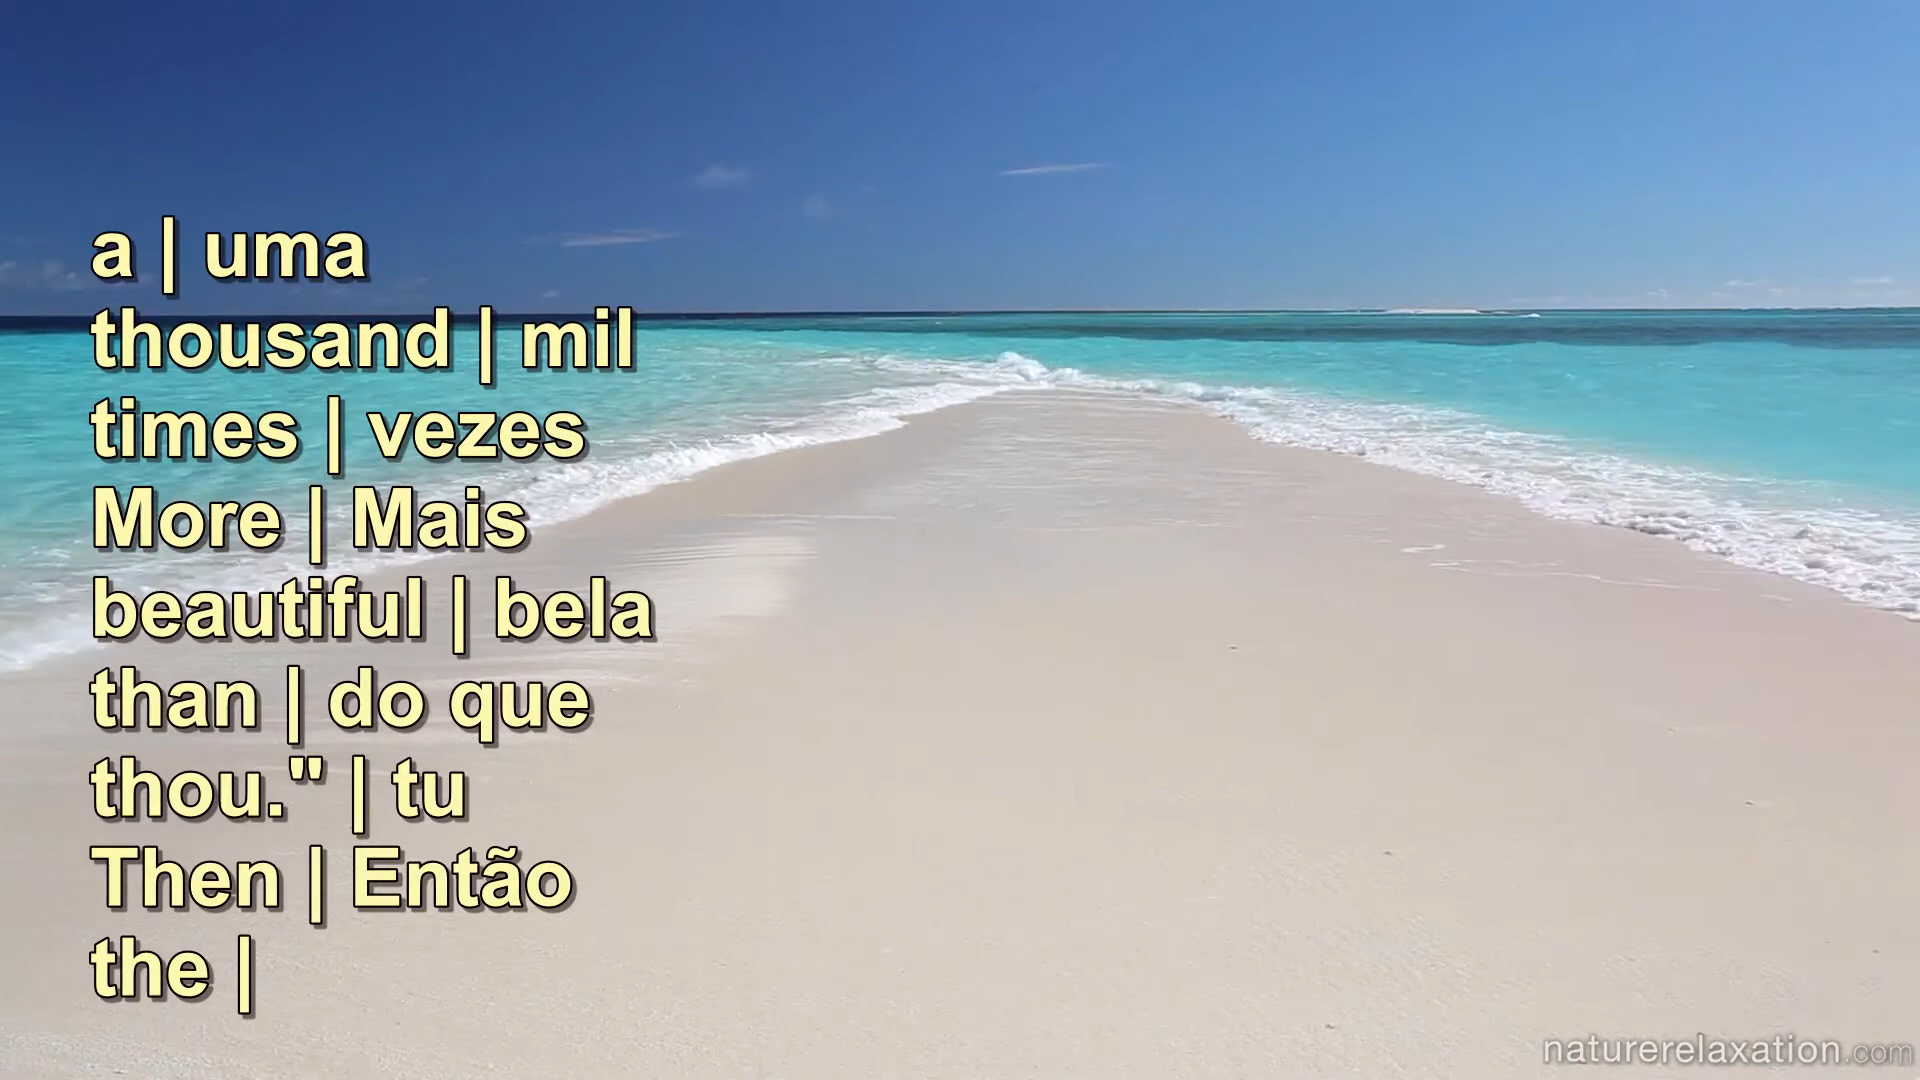 a | uma
thousand | mil
times | vezes
More | Mais
beautiful | bela
than | do que
thou." | tu
Then | Então
the |
naturerelaxation.com